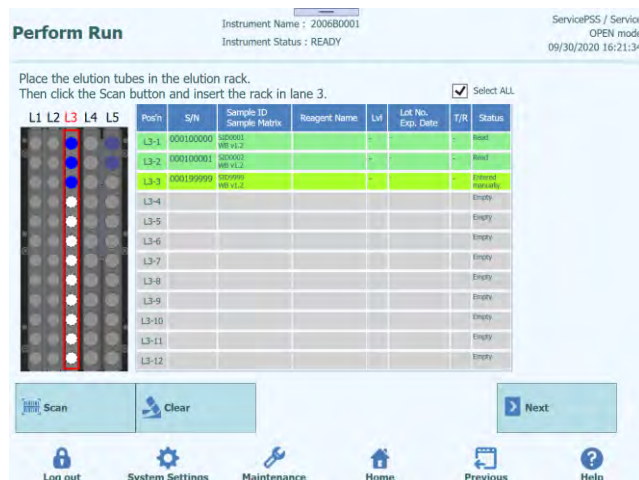 Perform Run
Instrument Name : 2006B0001
Instrument Status : READY
ServicePSS / Service
OPEN mode
09/30/2020 16:21:34
Place the elution tubes in the elution rack.
Then click the Scan button and insert the rack in lane 3.
Select ALL
L1 L2 L3 L4 L5
Pos'n S/N Sample ID Sample Matrix Reagent Name Lvl Lot No. Exp. Date T/R Status
L3-1 000100000 SID0001 WB v1.2 - - - Read
L3-2 000100001 SID0002 WB v1.2 - - - Read
L3-3 000199999 SID9999 WB v1.2 - - - Entered manually
L3-4 Empty
L3-5 Empty
L3-6 Empty
L3-7 Empty
L3-8 Empty
L3-9 Empty
L3-10 Empty
L3-11 Empty
L3-12 Empty
Scan
Clear
Next
Log out
System Settings
Maintenance
Home
Previous
Help